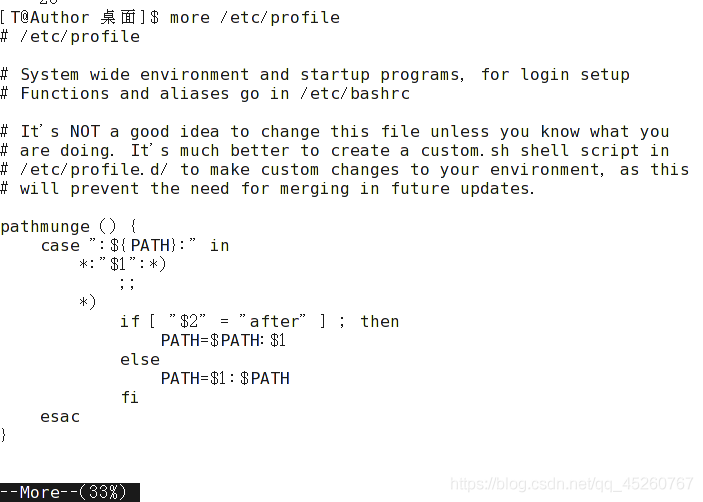 [T@Author 桌面]$ more /etc/profile
# /etc/profile
# System wide environment and startup programs, for login setup
# Functions and aliases go in /etc/bashrc
# It's NOT a good idea to change this file unless you know what you
# are doing. It's much better to create a custom.sh shell script in
# /etc/profile.d/ to make custom changes to your environment, as this
# will prevent the need for merging in future updates.
pathmunge () {
    case ":${PATH}:" in
        *:"$1":*)
            ;;
        *)
            if [ "$2" = "after" ] ; then
                PATH=$PATH:$1
            else
                PATH=$1:$PATH
            fi
    esac
}
--More--(33%)
https://blog.csdn.net/qq_45260767